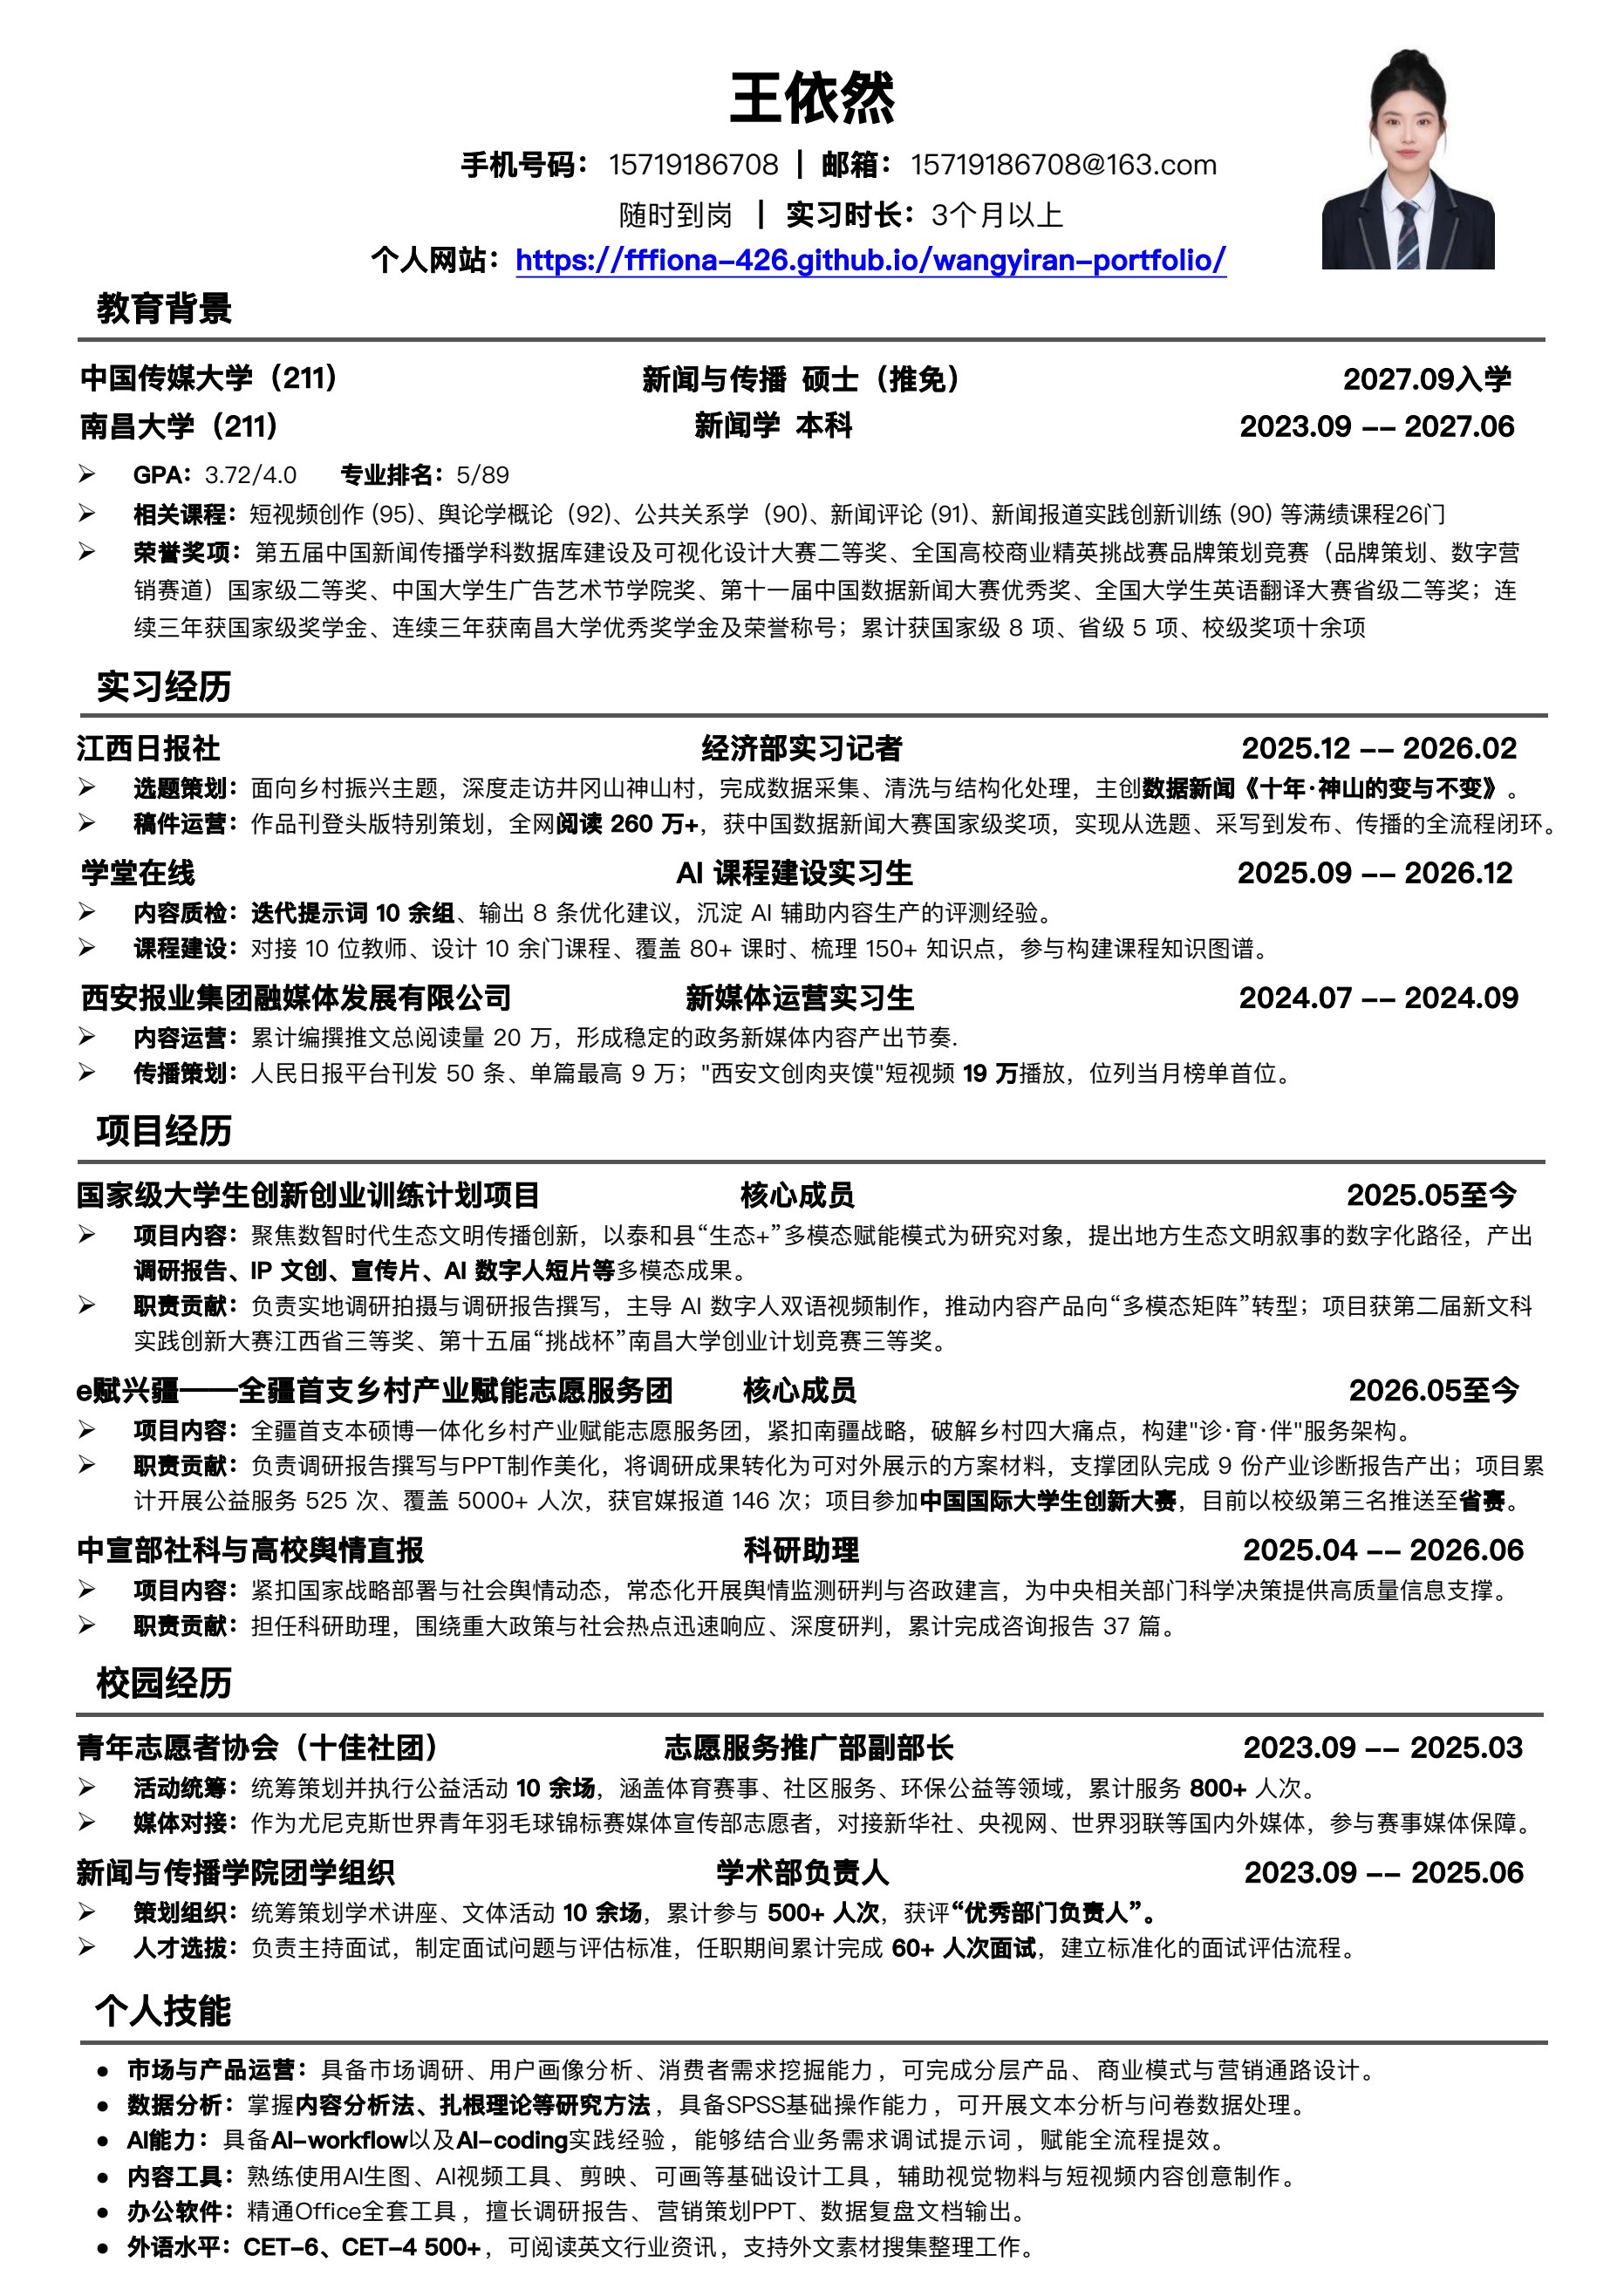 王依然
手机号码：15719186708 | 邮箱：15719186708@163.com
随时到岗 | 实习时长：3个月以上
个人网站：https://fffiona-426.github.io/wangyiran-portfolio/
教育背景
中国传媒大学（211） 新闻与传播 硕士（推免） 2027.09入学
南昌大学（211） 新闻学 本科 2023.09 -- 2027.06
➢ GPA：3.72/4.0 专业排名：5/89
➢ 相关课程：短视频创作 (95)、舆论学概论（92)、公共关系学（90)、新闻评论 (91)、新闻报道实践创新训练 (90) 等满绩课程26门
➢ 荣誉奖项：第五届中国新闻传播学科数据库建设及可视化设计大赛二等奖、全国高校商业精英挑战赛品牌策划竞赛（品牌策划、数字营
销赛道）国家级二等奖、中国大学生广告艺术节学院奖、第十一届中国数据新闻大赛优秀奖、全国大学生英语翻译大赛省级二等奖；连
续三年获国家级奖学金、连续三年获南昌大学优秀奖学金及荣誉称号；累计获国家级 8 项、省级 5 项、校级奖项十余项
实习经历
江西日报社 经济部实习记者 2025.12 -- 2026.02
➢ 选题策划：面向乡村振兴主题，深度走访井冈山神山村，完成数据采集、清洗与结构化处理，主创数据新闻《十年·神山的变与不变》。
➢ 稿件运营：作品刊登头版特别策划，全网阅读 260 万+，获中国数据新闻大赛国家级奖项，实现从选题、采写到发布、传播的全流程闭环。
学堂在线 AI 课程建设实习生 2025.09 -- 2026.12
➢ 内容质检：迭代提示词 10 余组、输出 8 条优化建议，沉淀 AI 辅助内容生产的评测经验。
➢ 课程建设：对接 10 位教师、设计 10 余门课程、覆盖 80+ 课时、梳理 150+ 知识点，参与构建课程知识图谱。
西安报业集团融媒体发展有限公司 新媒体运营实习生 2024.07 -- 2024.09
➢ 内容运营：累计编撰推文总阅读量 20 万，形成稳定的政务新媒体内容产出节奏.
➢ 传播策划：人民日报平台刊发 50 条、单篇最高 9 万；"西安文创肉夹馍"短视频 19 万播放，位列当月榜单首位。
项目经历
国家级大学生创新创业训练计划项目 核心成员 2025.05至今
➢ 项目内容：聚焦数智时代生态文明传播创新，以泰和县“生态+”多模态赋能模式为研究对象，提出地方生态文明叙事的数字化路径，产出
调研报告、IP 文创、宣传片、AI 数字人短片等多模态成果。
➢ 职责贡献：负责实地调研拍摄与调研报告撰写，主导 AI 数字人双语视频制作，推动内容产品向“多模态矩阵”转型；项目获第二届新文科
实践创新大赛江西省三等奖、第十五届“挑战杯”南昌大学创业计划竞赛三等奖。
e赋兴疆——全疆首支乡村产业赋能志愿服务团 核心成员 2026.05至今
➢ 项目内容：全疆首支本硕博一体化乡村产业赋能志愿服务团，紧扣南疆战略，破解乡村四大痛点，构建"诊·育·伴"服务架构。
➢ 职责贡献：负责调研报告撰写与PPT制作美化，将调研成果转化为可对外展示的方案材料，支撑团队完成 9 份产业诊断报告产出；项目累
计开展公益服务 525 次、覆盖 5000+ 人次，获官媒报道 146 次；项目参加中国国际大学生创新大赛，目前以校级第三名推送至省赛。
中宣部社科与高校舆情直报 科研助理 2025.04 -- 2026.06
➢ 项目内容：紧扣国家战略部署与社会舆情动态，常态化开展舆情监测研判与咨政建言，为中央相关部门科学决策提供高质量信息支撑。
➢ 职责贡献：担任科研助理，围绕重大政策与社会热点迅速响应、深度研判，累计完成咨询报告 37 篇。
校园经历
青年志愿者协会（十佳社团） 志愿服务推广部副部长 2023.09 -- 2025.03
➢ 活动统筹：统筹策划并执行公益活动 10 余场，涵盖体育赛事、社区服务、环保公益等领域，累计服务 800+ 人次。
➢ 媒体对接：作为尤尼克斯世界青年羽毛球锦标赛媒体宣传部志愿者，对接新华社、央视网、世界羽联等国内外媒体，参与赛事媒体保障。
新闻与传播学院团学组织 学术部负责人 2023.09 -- 2025.06
➢ 策划组织：统筹策划学术讲座、文体活动 10 余场，累计参与 500+ 人次，获评“优秀部门负责人”。
➢ 人才选拔：负责主持面试，制定面试问题与评估标准，任职期间累计完成 60+ 人次面试，建立标准化的面试评估流程。
个人技能
● 市场与产品运营：具备市场调研、用户画像分析、消费者需求挖掘能力，可完成分层产品、商业模式与营销通路设计。
● 数据分析：掌握内容分析法、扎根理论等研究方法，具备SPSS基础操作能力，可开展文本分析与问卷数据处理。
● AI能力：具备AI-workflow以及AI-coding实践经验，能够结合业务需求调试提示词，赋能全流程提效。
● 内容工具：熟练使用AI生图、AI视频工具、剪映、可画等基础设计工具，辅助视觉物料与短视频内容创意制作。
● 办公软件：精通Office全套工具，擅长调研报告、营销策划PPT、数据复盘文档输出。
● 外语水平：CET-6、CET-4 500+，可阅读英文行业资讯，支持外文素材搜集整理工作。